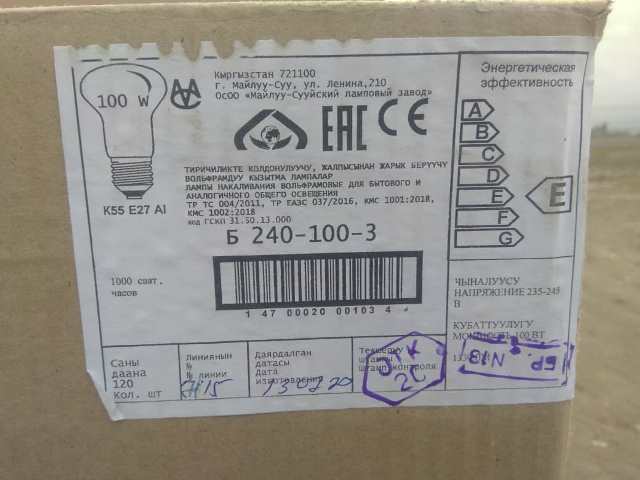 100 W
K55 E27 Al
Кыргызстан 721100
г. Майлуу-Суу, ул. Ленина,210
ОсОО «Майлуу-Сууйский ламповый завод»
EAC CE
ТИРИЧИЛИКТЕ КОЛДОНУЛУУЧУ, ЖАЛПЫСЫНАН ЖАРЫК БЕРҮҮЧҮ
ВОЛЬФРАМДУУ КЫЗЫТМА ЛАМПАЛАР
ЛАМПЫ НАКАЛИВАНИЯ ВОЛЬФРАМОВЫЕ ДЛЯ БЫТОВОГО И
АНАЛОГИЧНОГО ОБЩЕГО ОСВЕЩЕНИЯ
ТР ТС 004/2011, ТР ЕАЭС 037/2016, КМС 1001:2018,
КМС 1002:2018
код ГСКП 31.50.13.000
Б 240-100-3
1000 саат.
часов
1 47 00020 00103 4
Энергетическая
эффективность
A
B
C
D
E
F
G
E
ЧЫҢАЛУУСУ
НАПРЯЖЕНИЕ 235-245
В
КУБАТТУУЛУГУ
МОЩНОСТЬ 100 ВТ
Саны
даана
120
Кол. шт
Линиянын
№
№ линии
Даярдалган
датасы
Дата
изготовления
Текшерүү
штампы
штамп контроля
ОТК
20
БР
N13